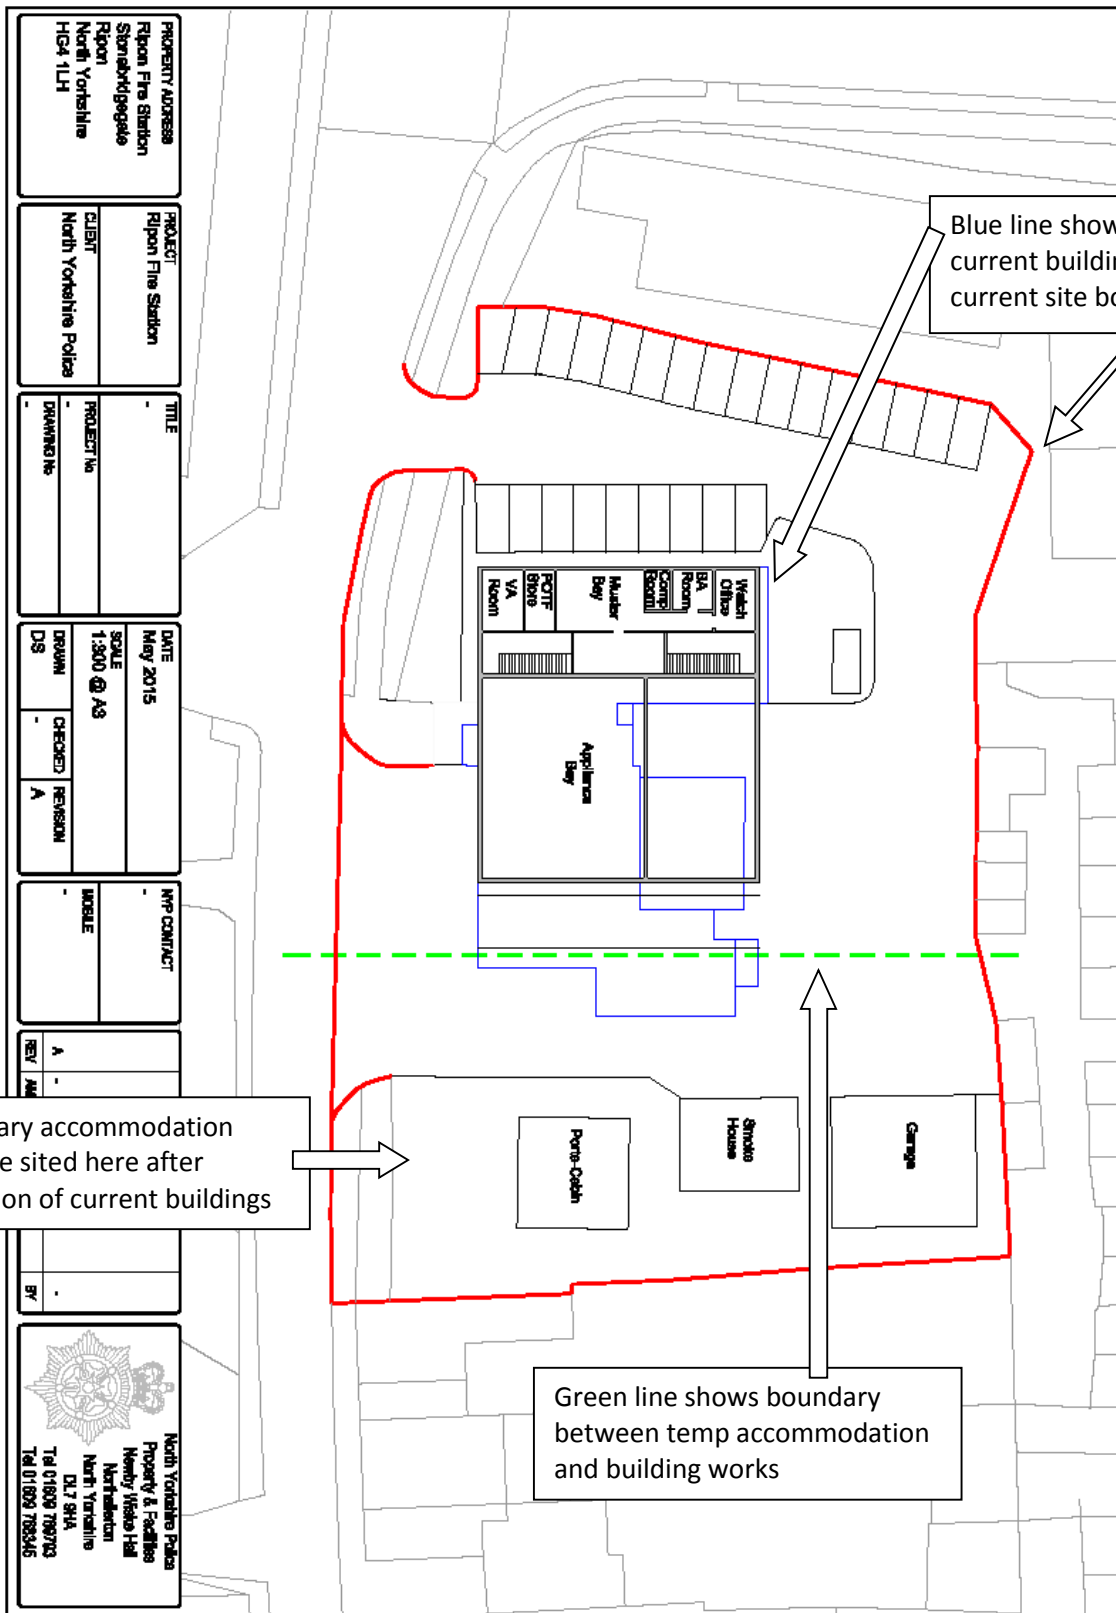 PROPERTY ADDRESS
Ripon Fire Station
Stonebridgegate
Ripon
North Yorkshire
HG4 1LH
PROJECT
Ripon Fire Station
CLIENT
North Yorkshire Police
TITLE
-
PROJECT No
-
DRAWING No
-
DATE
May 2015
SCALE
1:300 @ A3
DRAWN
DS
CHECKED
-
REVISION
A
NYP CONTACT
-
MOBILE
-
A
-
-
REV
BY
North Yorkshire Police
Property & Facilities
Newby Wiske Hall
Northallerton
North Yorkshire
DL7 9HA
Tel 01609 789703
Tel 01609 768346
Blue line show
current buildin
current site bo
Watch
Office
BA
Room
Comp
Room
Muster
Bay
POTF
Store
VA
Room
Appliance
Bay
ary accommodation
e sited here after
on of current buildings
Porta-Cabin
Smoke
House
Garage
Green line shows boundary
between temp accommodation
and building works